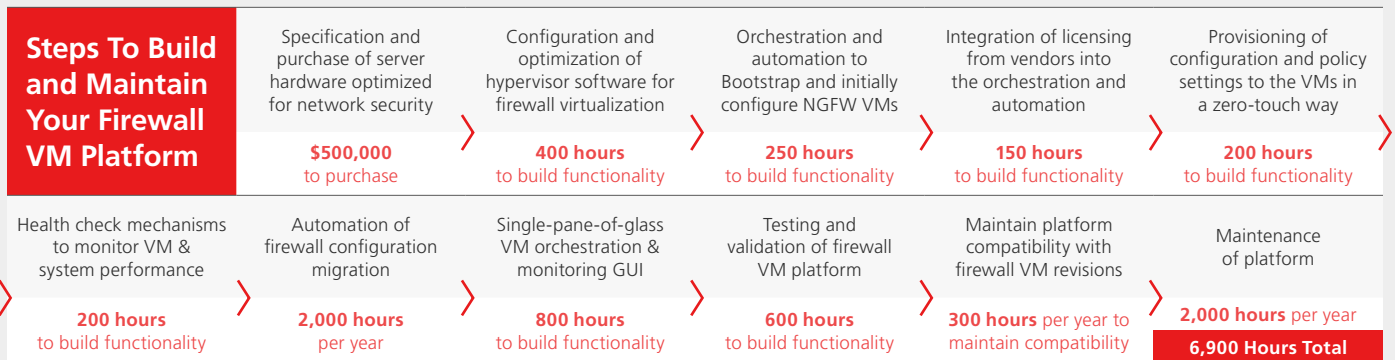 Steps To Build
and Maintain
Your Firewall
VM Platform
Specification and
purchase of server
hardware optimized
for network security
$500,000
to purchase
Configuration and
optimization of
hypervisor software for
firewall virtualization
400 hours
to build functionality
Orchestration and
automation to
Bootstrap and initially
configure NGFW VMs
250 hours
to build functionality
Integration of licensing
from vendors into
the orchestration and
automation
150 hours
to build functionality
Provisioning of
configuration and policy
settings to the VMs in
a zero-touch way
200 hours
to build functionality
Health check mechanisms
to monitor VM &
system performance
200 hours
to build functionality
Automation of
firewall configuration
migration
2,000 hours
per year
Single-pane-of-glass
VM orchestration &
monitoring GUI
800 hours
to build functionality
Testing and
validation of firewall
VM platform
600 hours
to build functionality
Maintain platform
compatibility with
firewall VM revisions
300 hours per year to
maintain compatibility
Maintenance
of platform
2,000 hours per year
6,900 Hours Total